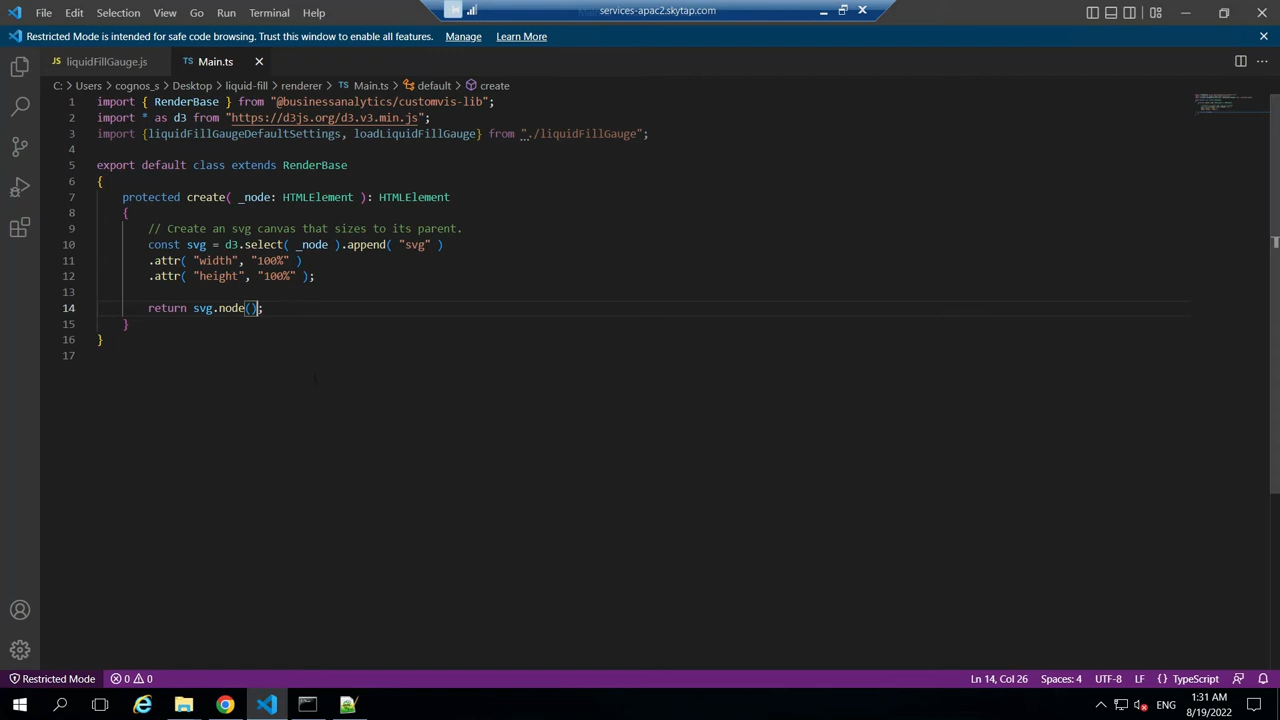 File Edit Selection View Go Run Terminal Help
services-apac2.skytap.com
Restricted Mode is intended for safe code browsing. Trust this window to enable all features. Manage Learn More
JS liquidFillGauge.js
TS Main.ts
C: > Users > cognos_s > Desktop > liquid-fill > renderer > TS Main.ts > default > create
1 import { RenderBase } from "@businessanalytics/customvis-lib";
2 import * as d3 from "https://d3js.org/d3.v3.min.js";
3 import {liquidFillGaugeDefaultSettings, loadLiquidFillGauge} from "./liquidFillGauge";
4
5 export default class extends RenderBase
6 {
7 protected create( _node: HTMLElement ): HTMLElement
8 {
9 // Create an svg canvas that sizes to its parent.
10 const svg = d3.select( _node ).append( "svg" )
11 .attr( "width", "100%" )
12 .attr( "height", "100%" );
13
14 return svg.node();
15 }
16 }
17
Restricted Mode 0 0 Ln 14, Col 26 Spaces: 4 UTF-8 LF {} TypeScript
ENG
1:31 AM
8/19/2022